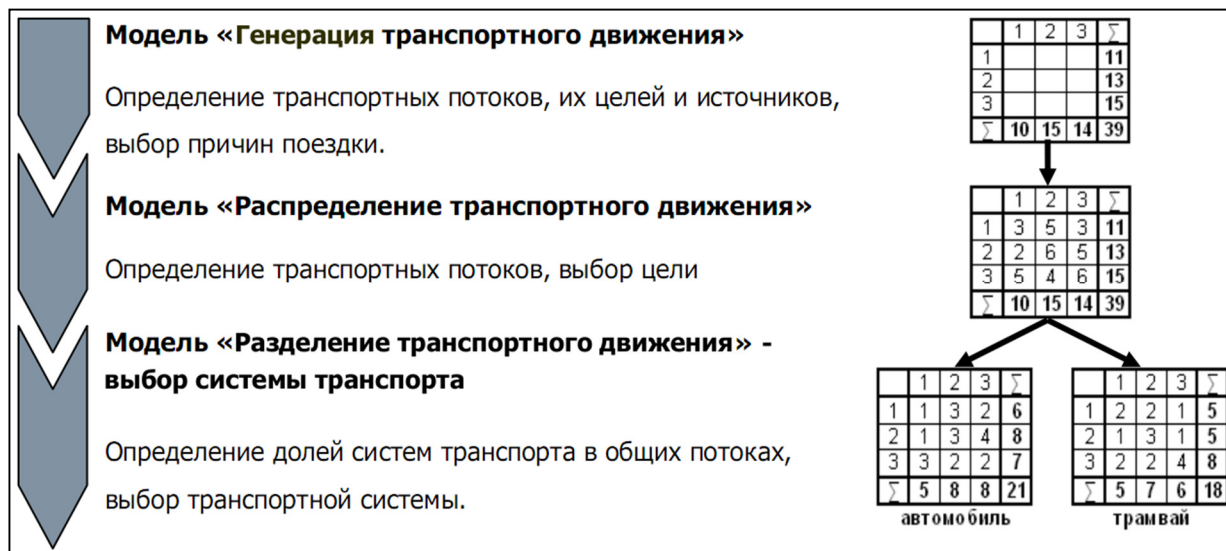 Модель «Генерация транспортного движения»
Определение транспортных потоков, их целей и источников,
выбор причин поездки.
1 2 3 ∑
1 11
2 13
3 15
∑ 10 15 14 39
Модель «Распределение транспортного движения»
Определение транспортных потоков, выбор цели
1 2 3 ∑
1 3 5 3 11
2 2 6 5 13
3 5 4 6 15
∑ 10 15 14 39
Модель «Разделение транспортного движения» -
выбор системы транспорта
Определение долей систем транспорта в общих потоках,
выбор транспортной системы.
1 2 3 ∑
1 1 3 2 6
2 1 3 4 8
3 3 2 2 7
∑ 5 8 8 21
автомобиль
1 2 3 ∑
1 2 2 1 5
2 1 3 1 5
3 2 2 4 8
∑ 5 7 6 18
трамвай